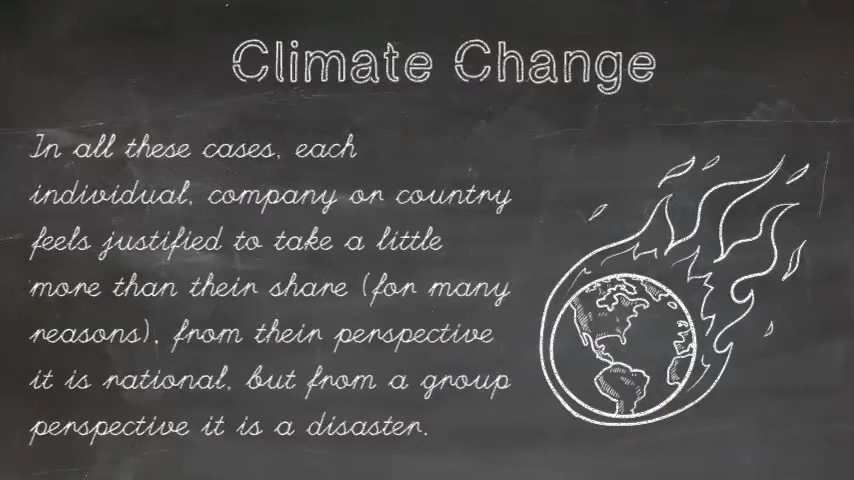 Climate Change
In all these cases, each
individual, company or country
feels justified to take a little
more than their share (for many
reasons), from their perspective
it is rational, but from a group
perspective it is a disaster.